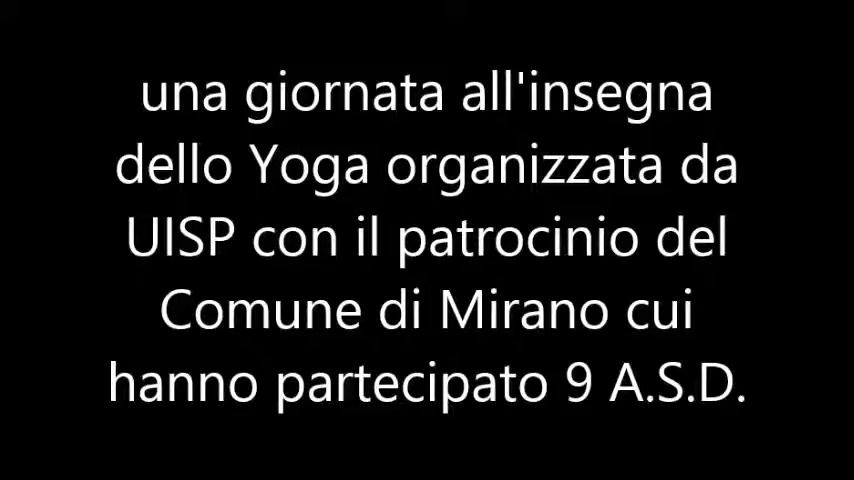 una giornata all'insegna
dello Yoga organizzata da
UISP con il patrocinio del
Comune di Mirano cui
hanno partecipato 9 A.S.D.